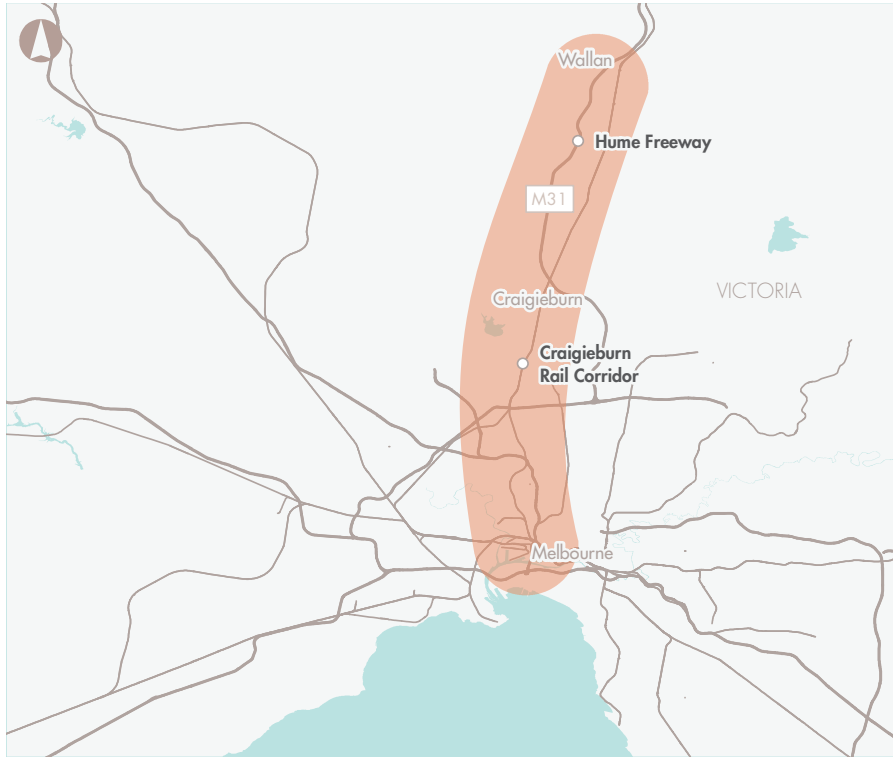 Wallan
Hume Freeway
M31
VICTORIA
Craigieburn
Craigieburn
Rail Corridor
Melbourne